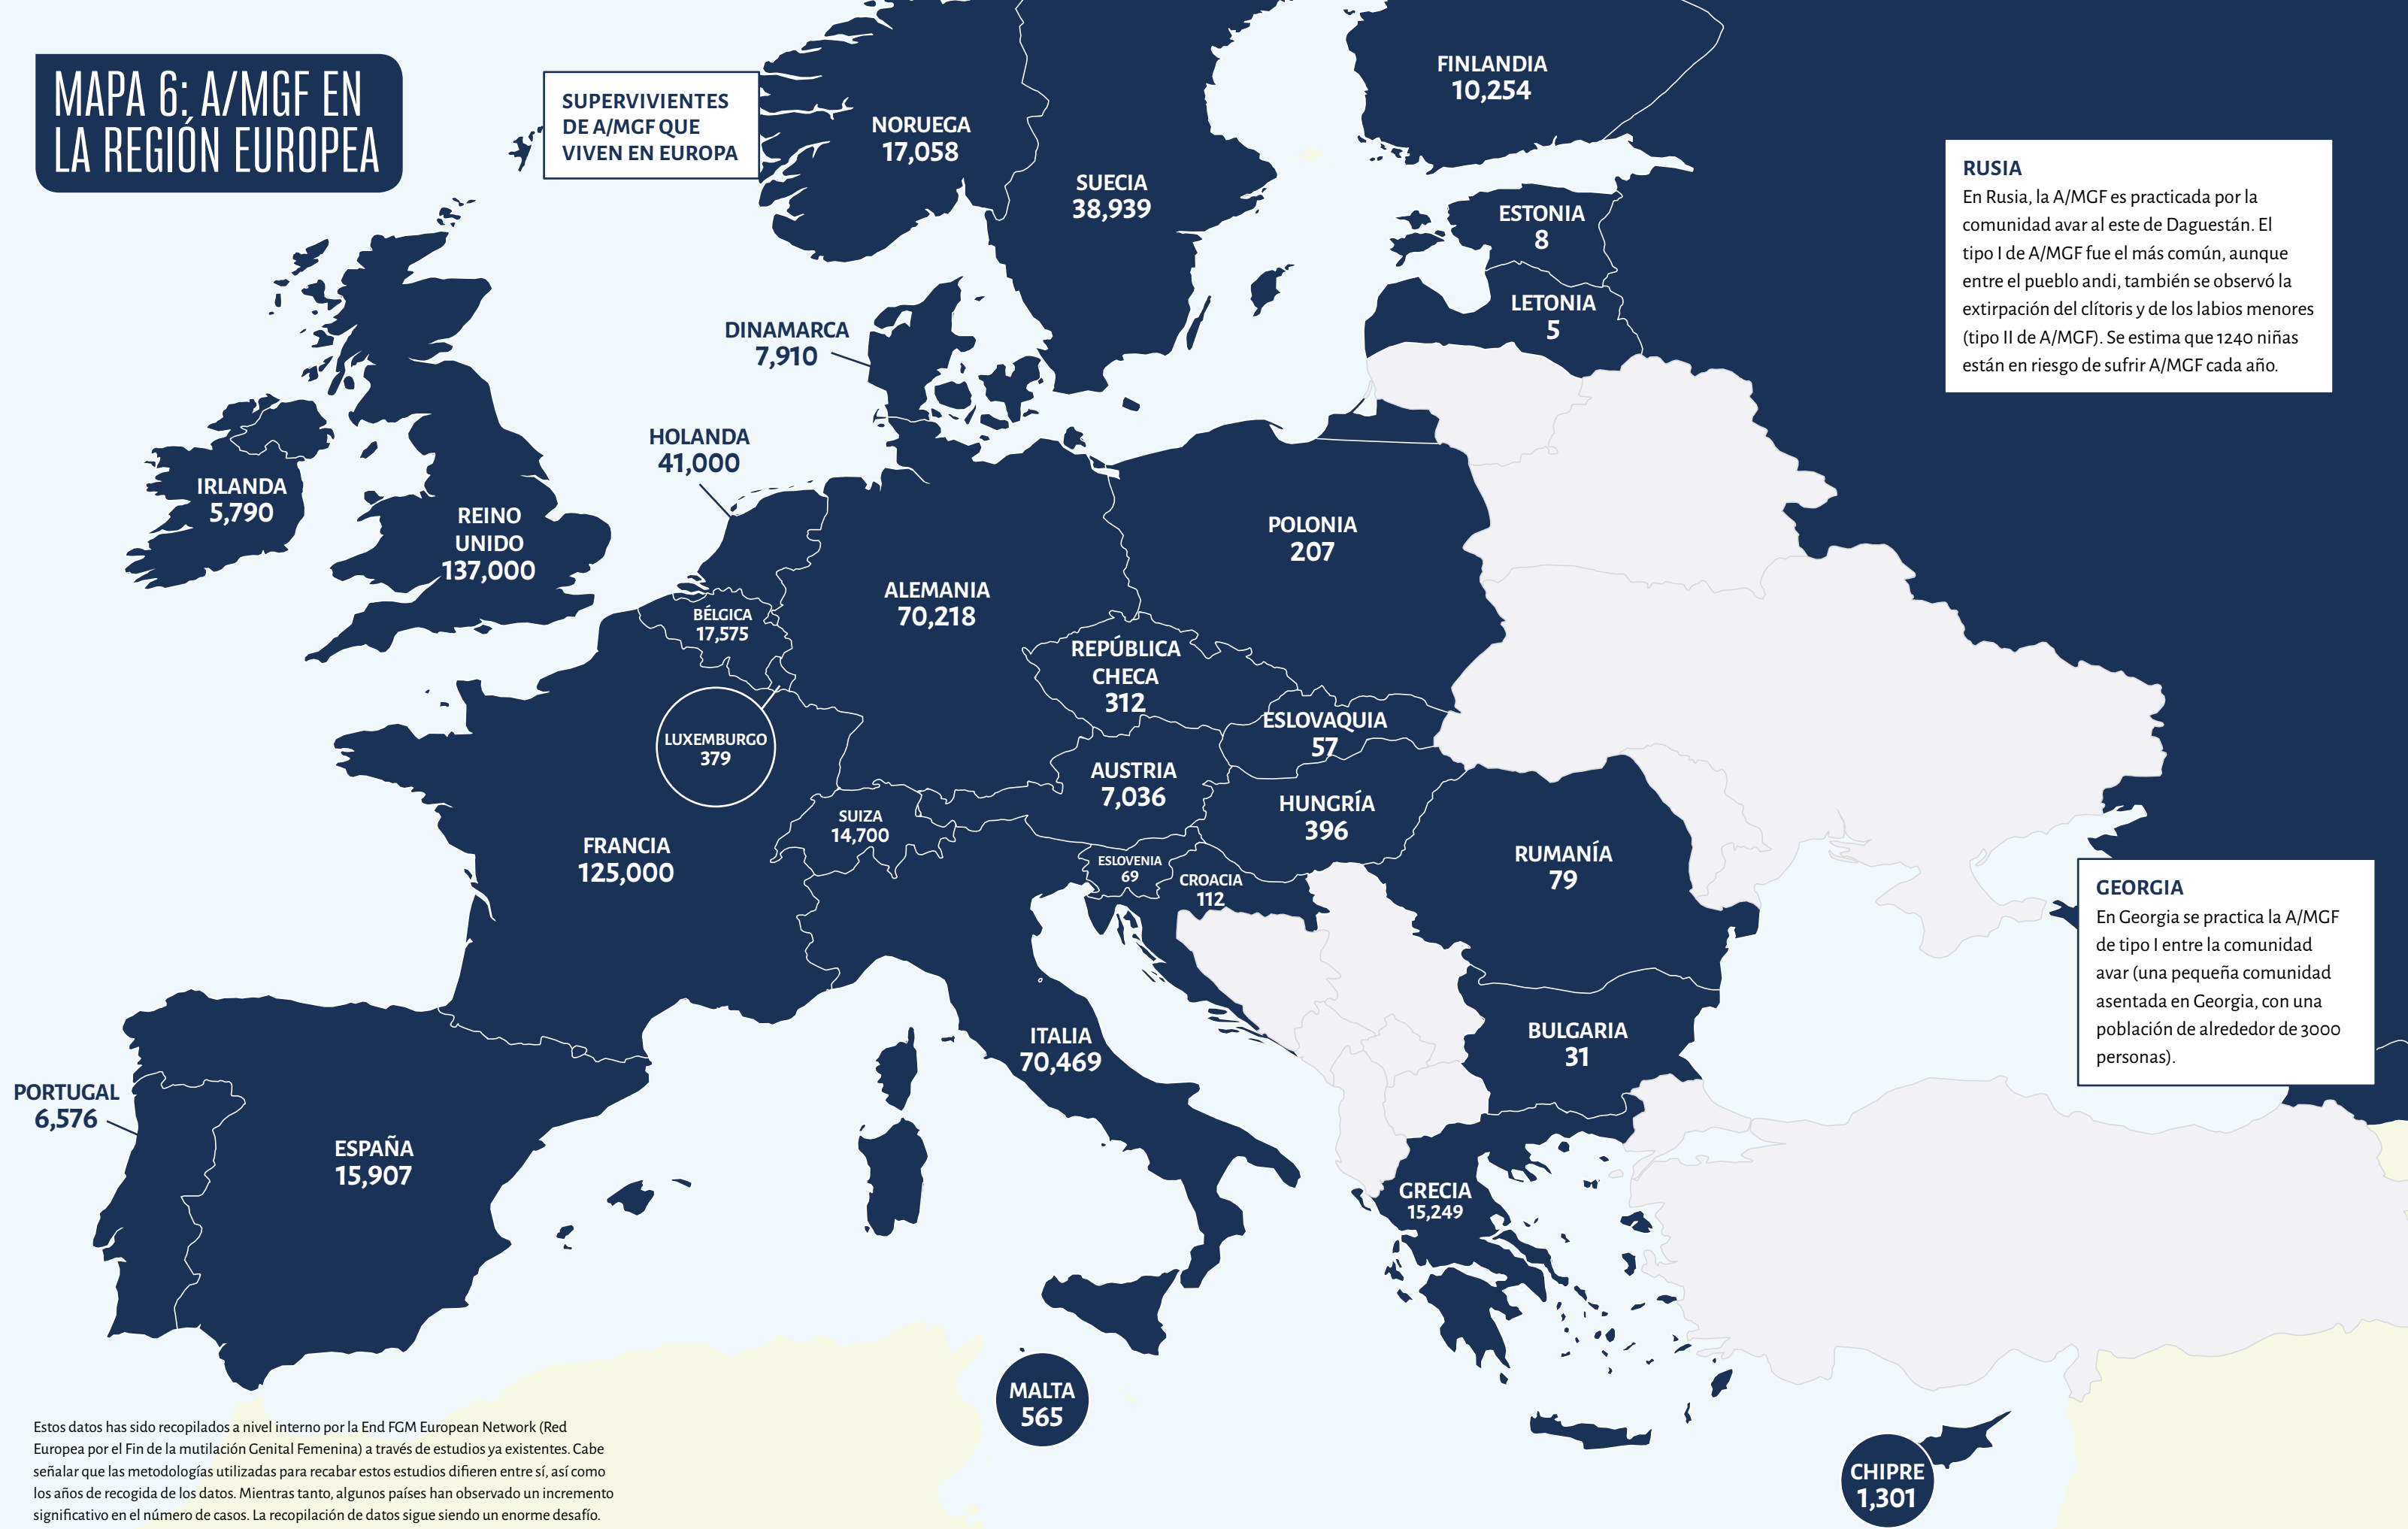 MAPA 6: A/MGF EN
LA REGIÓN EUROPEA
SUPERVIVIENTES
DE A/MGF QUE
VIVEN EN EUROPA
FINLANDIA
10,254
NORUEGA
17,058
SUECIA
38,939
ESTONIA
8
LETONIA
5
RUSIA
En Rusia, la A/MGF es practicada por la
comunidad avar al este de Daguestán. El
tipo I de A/MGF fue el más común, aunque
entre el pueblo andi, también se observó la
extirpación del clítoris y de los labios menores
(tipo II de A/MGF). Se estima que 1240 niñas
están en riesgo de sufrir A/MGF cada año.
DINAMARCA
7,910
HOLANDA
41,000
IRLANDA
5,790
REINO
UNIDO
137,000
POLONIA
207
ALEMANIA
70,218
BÉLGICA
17,575
REPÚBLICA
CHECA
312
LUXEMBURGO
379
ESLOVAQUIA
57
AUSTRIA
7,036
HUNGRÍA
396
SUIZA
14,700
FRANCIA
125,000
ESLOVENIA
69
CROACIA
112
RUMANÍA
79
GEORGIA
En Georgia se practica la A/MGF
de tipo I entre la comunidad
avar (una pequeña comunidad
asentada en Georgia, con una
población de alrededor de 3000
personas).
ITALIA
70,469
BULGARIA
31
PORTUGAL
6,576
ESPAÑA
15,907
GRECIA
15,249
MALTA
565
CHIPRE
1,301
Estos datos has sido recopilados a nivel interno por la End FGM European Network (Red
Europea por el Fin de la mutilación Genital Femenina) a través de estudios ya existentes. Cabe
señalar que las metodologías utilizadas para recabar estos estudios difieren entre sí, así como
los años de recogida de los datos. Mientras tanto, algunos países han observado un incremento
significativo en el número de casos. La recopilación de datos sigue siendo un enorme desafío.